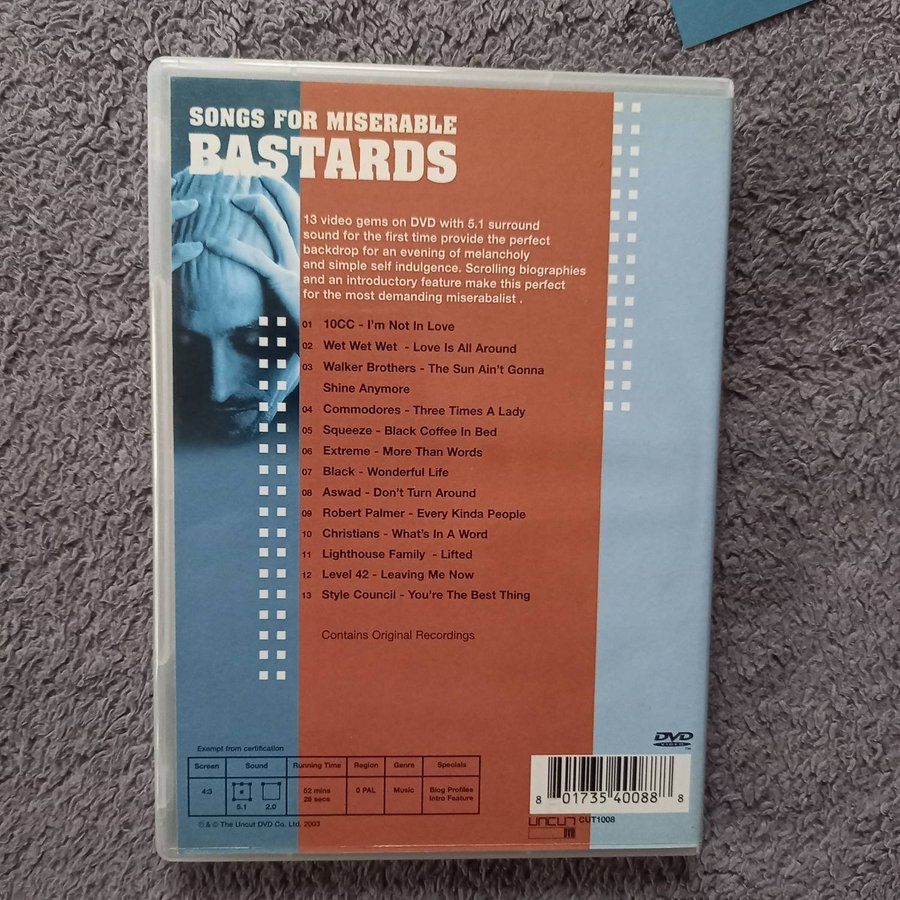 SONGS FOR MISERABLE
BASTARDS
13 video gems on DVD with 5.1 surround
sound for the first time provide the perfect
backdrop for an evening of melancholy
and simple self indulgence. Scrolling biographies
and an introductory feature make this perfect
for the most demanding miserabalist .
01 10CC - I'm Not In Love
02 Wet Wet Wet - Love Is All Around
03 Walker Brothers - The Sun Ain't Gonna
Shine Anymore
04 Commodores - Three Times A Lady
05 Squeeze - Black Coffee In Bed
06 Extreme - More Than Words
07 Black - Wonderful Life
08 Aswad - Don't Turn Around
09 Robert Palmer - Every Kinda People
10 Christians - What's In A Word
11 Lighthouse Family - Lifted
12 Level 42 - Leaving Me Now
13 Style Council - You're The Best Thing
Contains Original Recordings
Exempt from certification
Screen Sound Running Time Region Genre Specials
4:3 5.1 2.0 52 mins 28 secs 0 PAL Music Biog Profiles Intro Feature
© & © The Uncut DVD Co. Ltd. 2003
DVD
VIDEO
TM
8 01735 40088 8
UNCUT DVD CUT1008